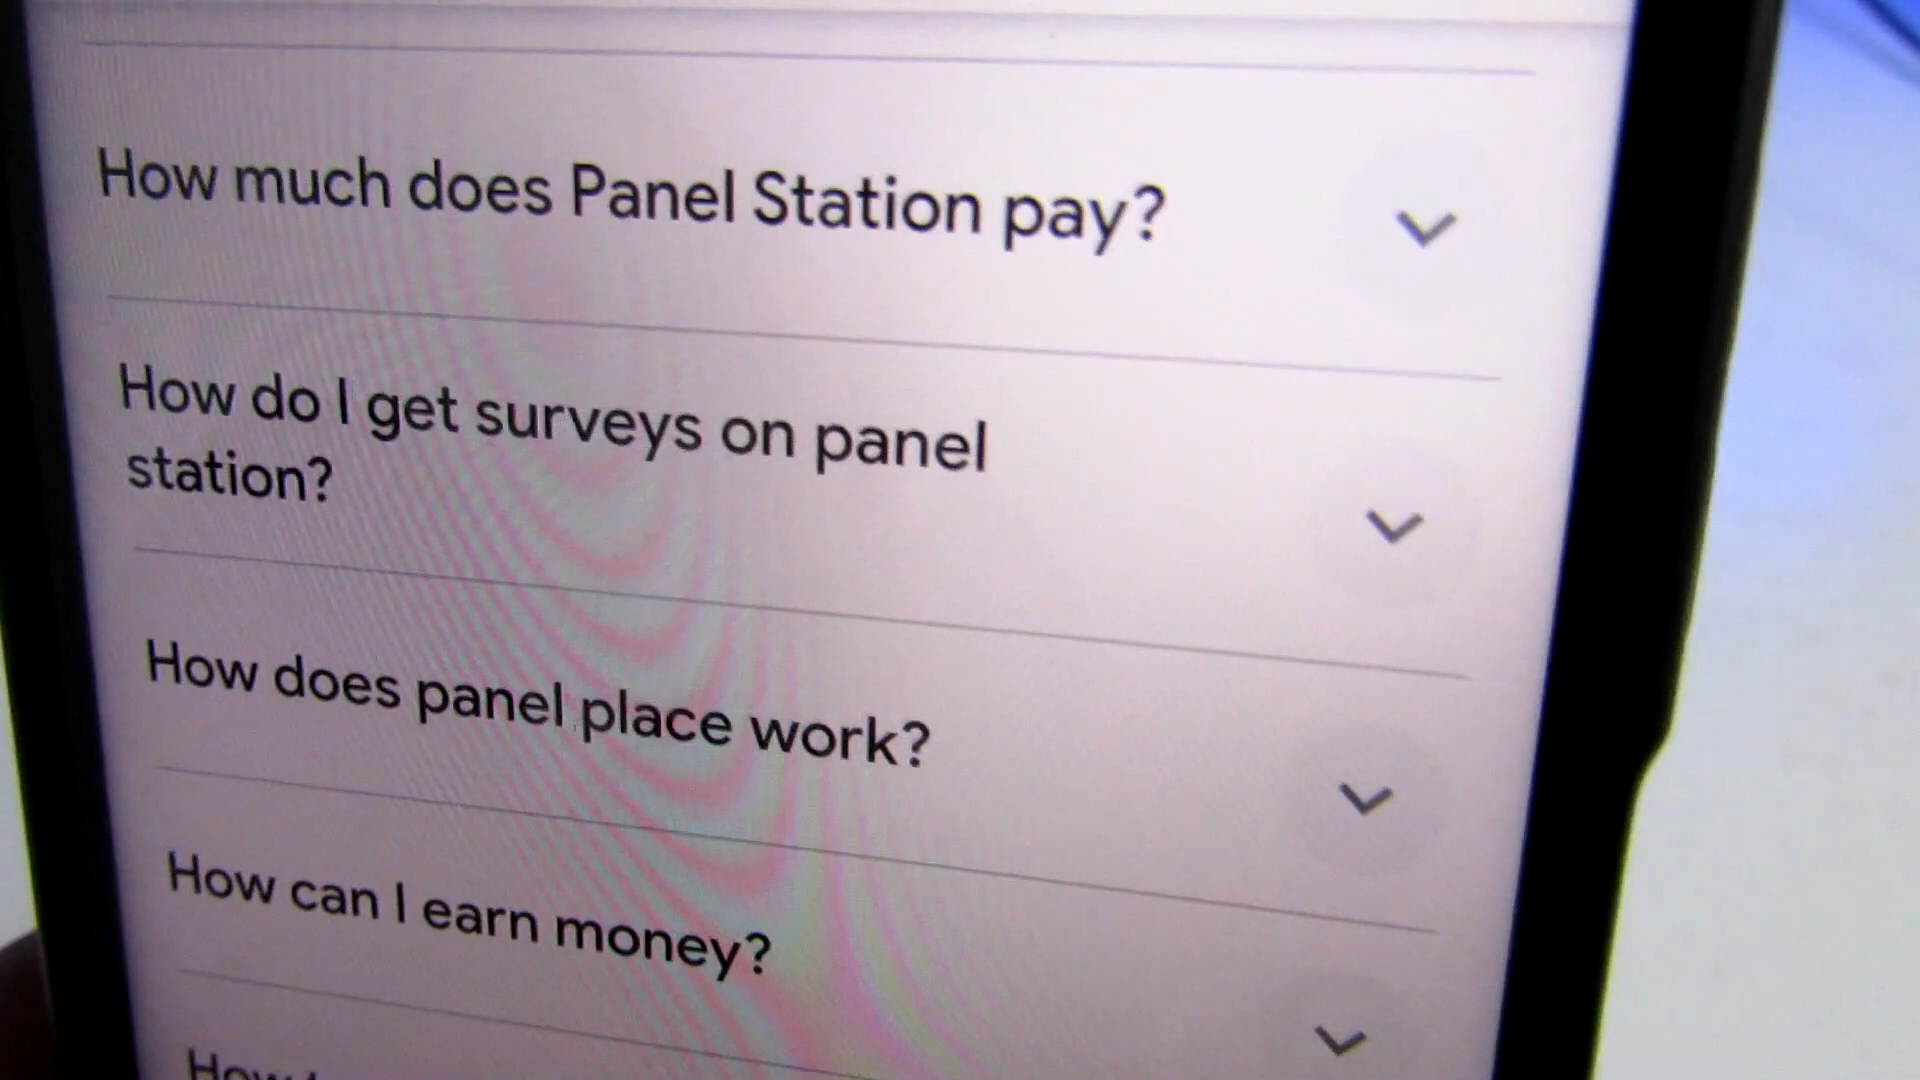 How much does Panel Station pay?
How do I get surveys on panel
station?
How does panel place work?
How can I earn money?
How